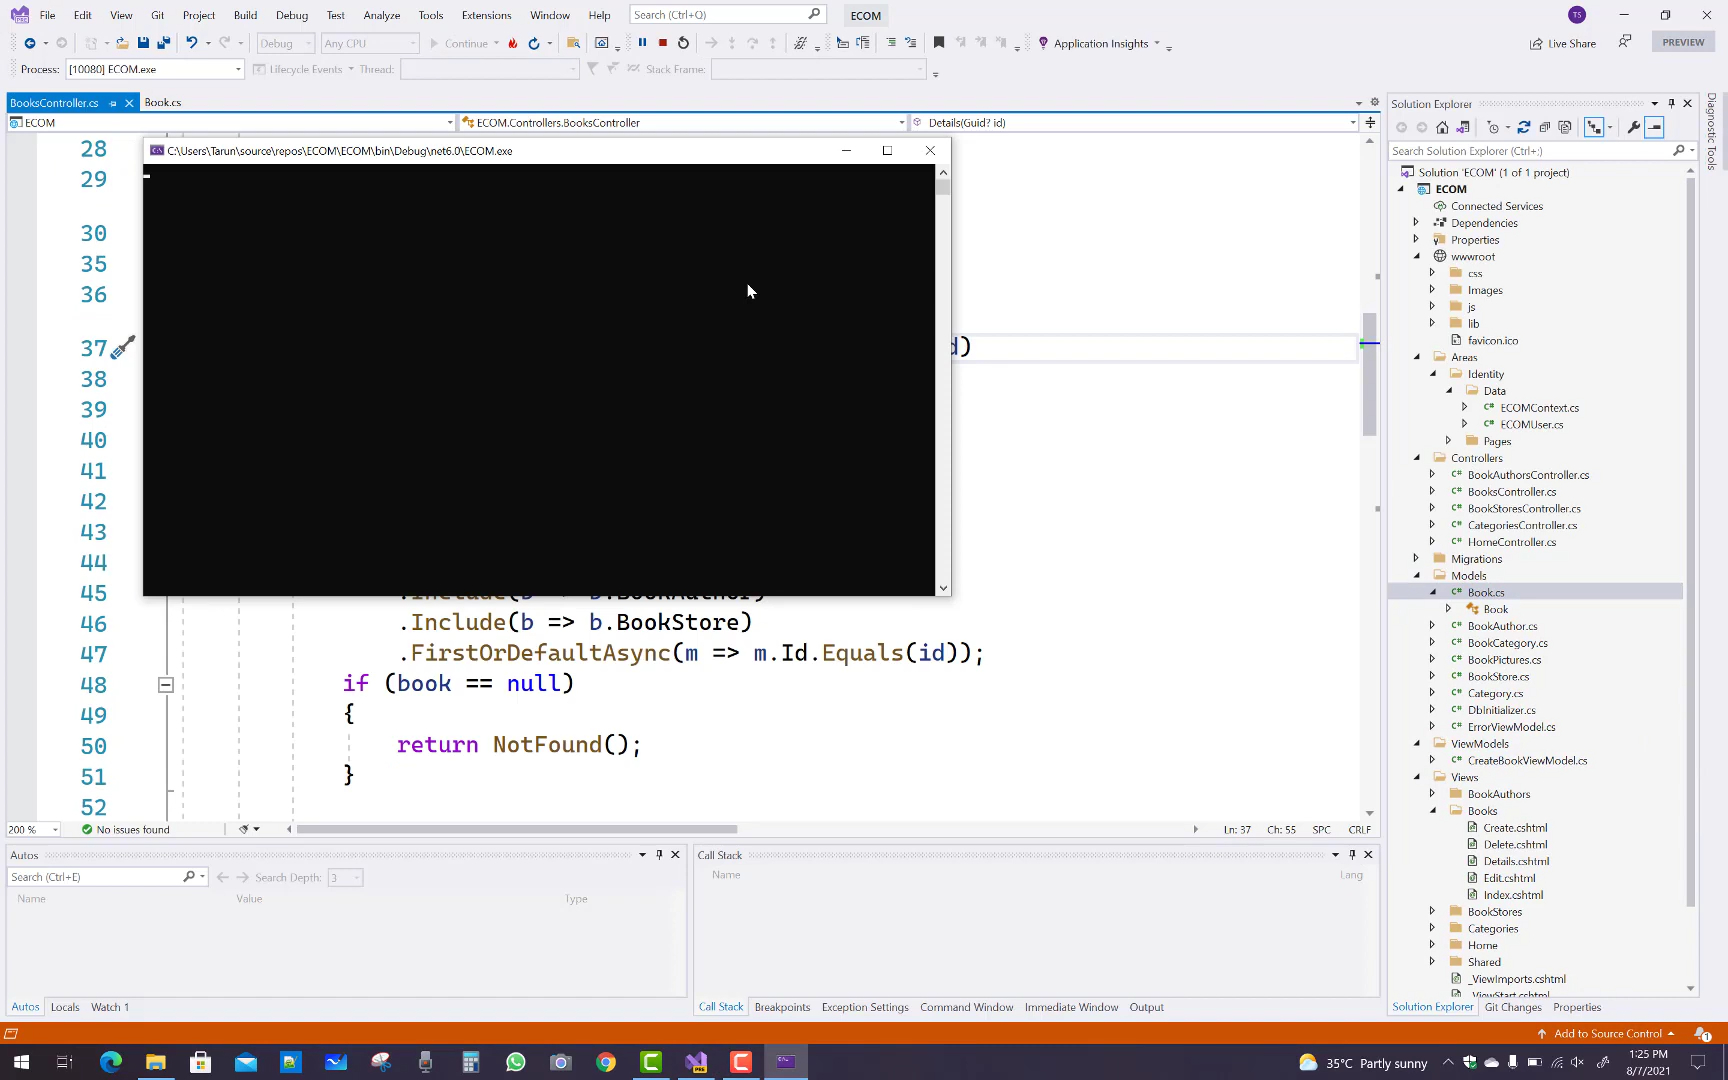 File Edit View Git Project Build Debug Test Analyze Tools Extensions Window Help Search (Ctrl+Q) ECOM TS
Debug Any CPU Continue Application Insights Live Share PREVIEW
Process: [10080] ECOM.exe Lifecycle Events Thread: Stack Frame:
BooksController.cs Book.cs
ECOM ECOM.Controllers.BooksController Details(Guid? id)
C:\Users\Tarun\source\repos\ECOM\ECOM\bin\Debug\net6.0\ECOM.exe
28
29
30
35
36
37 d)
38
39
40
41
42
43
44
45 .Include(b => b.BookAuthor)
46 .Include(b => b.BookStore)
47 .FirstOrDefaultAsync(m => m.Id.Equals(id));
48 if (book == null)
49 {
50 return NotFound();
51 }
52
200 % No issues found Ln: 37 Ch: 55 SPC CRLF
Autos
Search (Ctrl+E) Search Depth: 3
Name Value Type
Autos Locals Watch 1
Call Stack
Name Lang
Call Stack Breakpoints Exception Settings Command Window Immediate Window Output
Solution Explorer
Search Solution Explorer (Ctrl+;)
Solution 'ECOM' (1 of 1 project)
ECOM
Connected Services
Dependencies
Properties
wwwroot
css
Images
js
lib
favicon.ico
Areas
Identity
Data
ECOMContext.cs
ECOMUser.cs
Pages
Controllers
BookAuthorsController.cs
BooksController.cs
BookStoresController.cs
CategoriesController.cs
HomeController.cs
Migrations
Models
Book.cs
Book
BookAuthor.cs
BookCategory.cs
BookPictures.cs
BookStore.cs
Category.cs
DbInitializer.cs
ErrorViewModel.cs
ViewModels
CreateBookViewModel.cs
Views
BookAuthors
Books
Create.cshtml
Delete.cshtml
Details.cshtml
Edit.cshtml
Index.cshtml
BookStores
Categories
Home
Shared
_ViewImports.cshtml
_ViewStart.cshtml
Solution Explorer Git Changes Properties
Diagnostic Tools
Add to Source Control 1
35°C Partly sunny
1:25 PM
8/7/2021